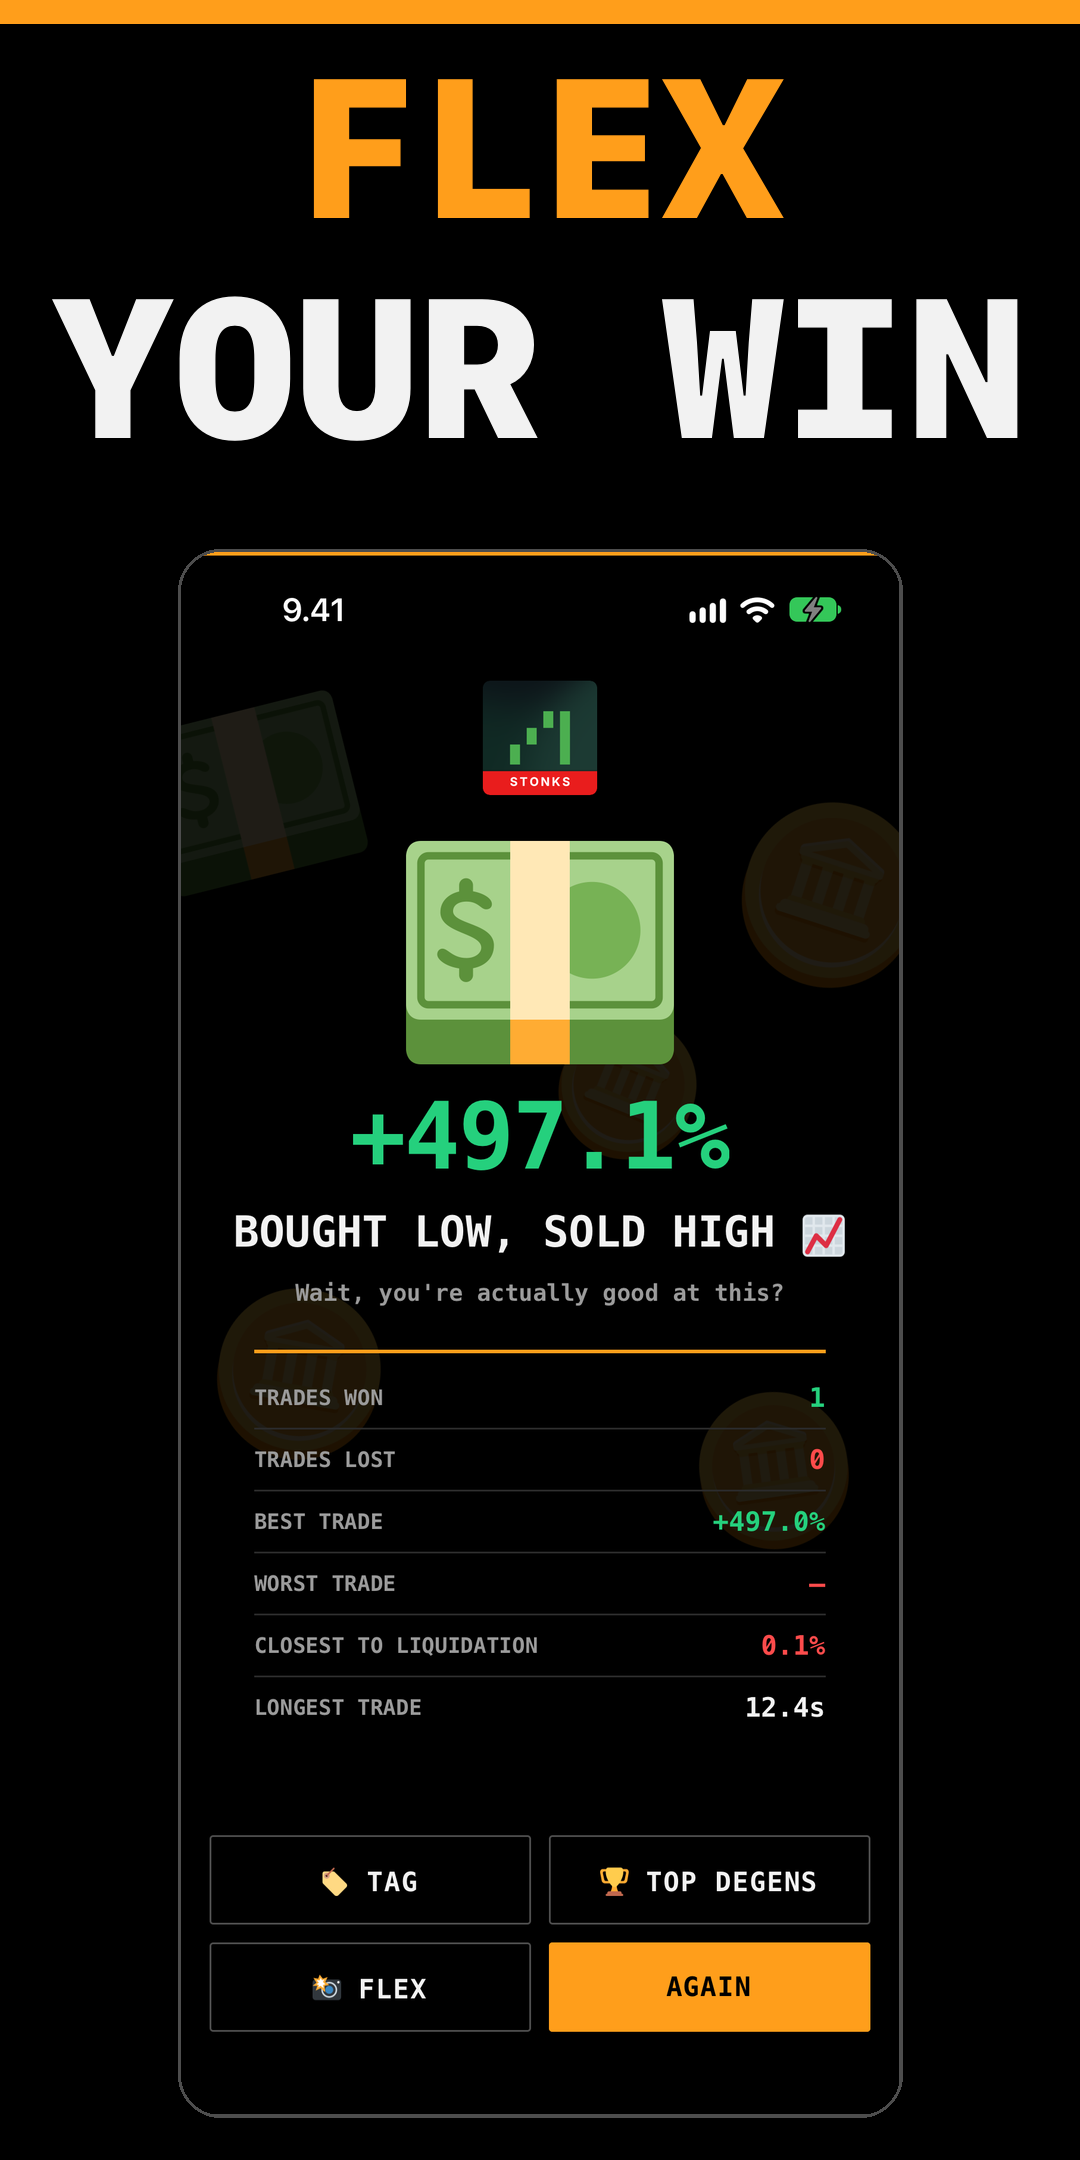 FLEX
YOUR WIN
9.41
STONKS
$
$
+497.1%
BOUGHT LOW, SOLD HIGH 📈
Wait, you're actually good at this?
TRADES WON 1
TRADES LOST 0
BEST TRADE +497.0%
WORST TRADE —
CLOSEST TO LIQUIDATION 0.1%
LONGEST TRADE 12.4s
🏷️ TAG
🏆 TOP DEGENS
📸 FLEX
AGAIN